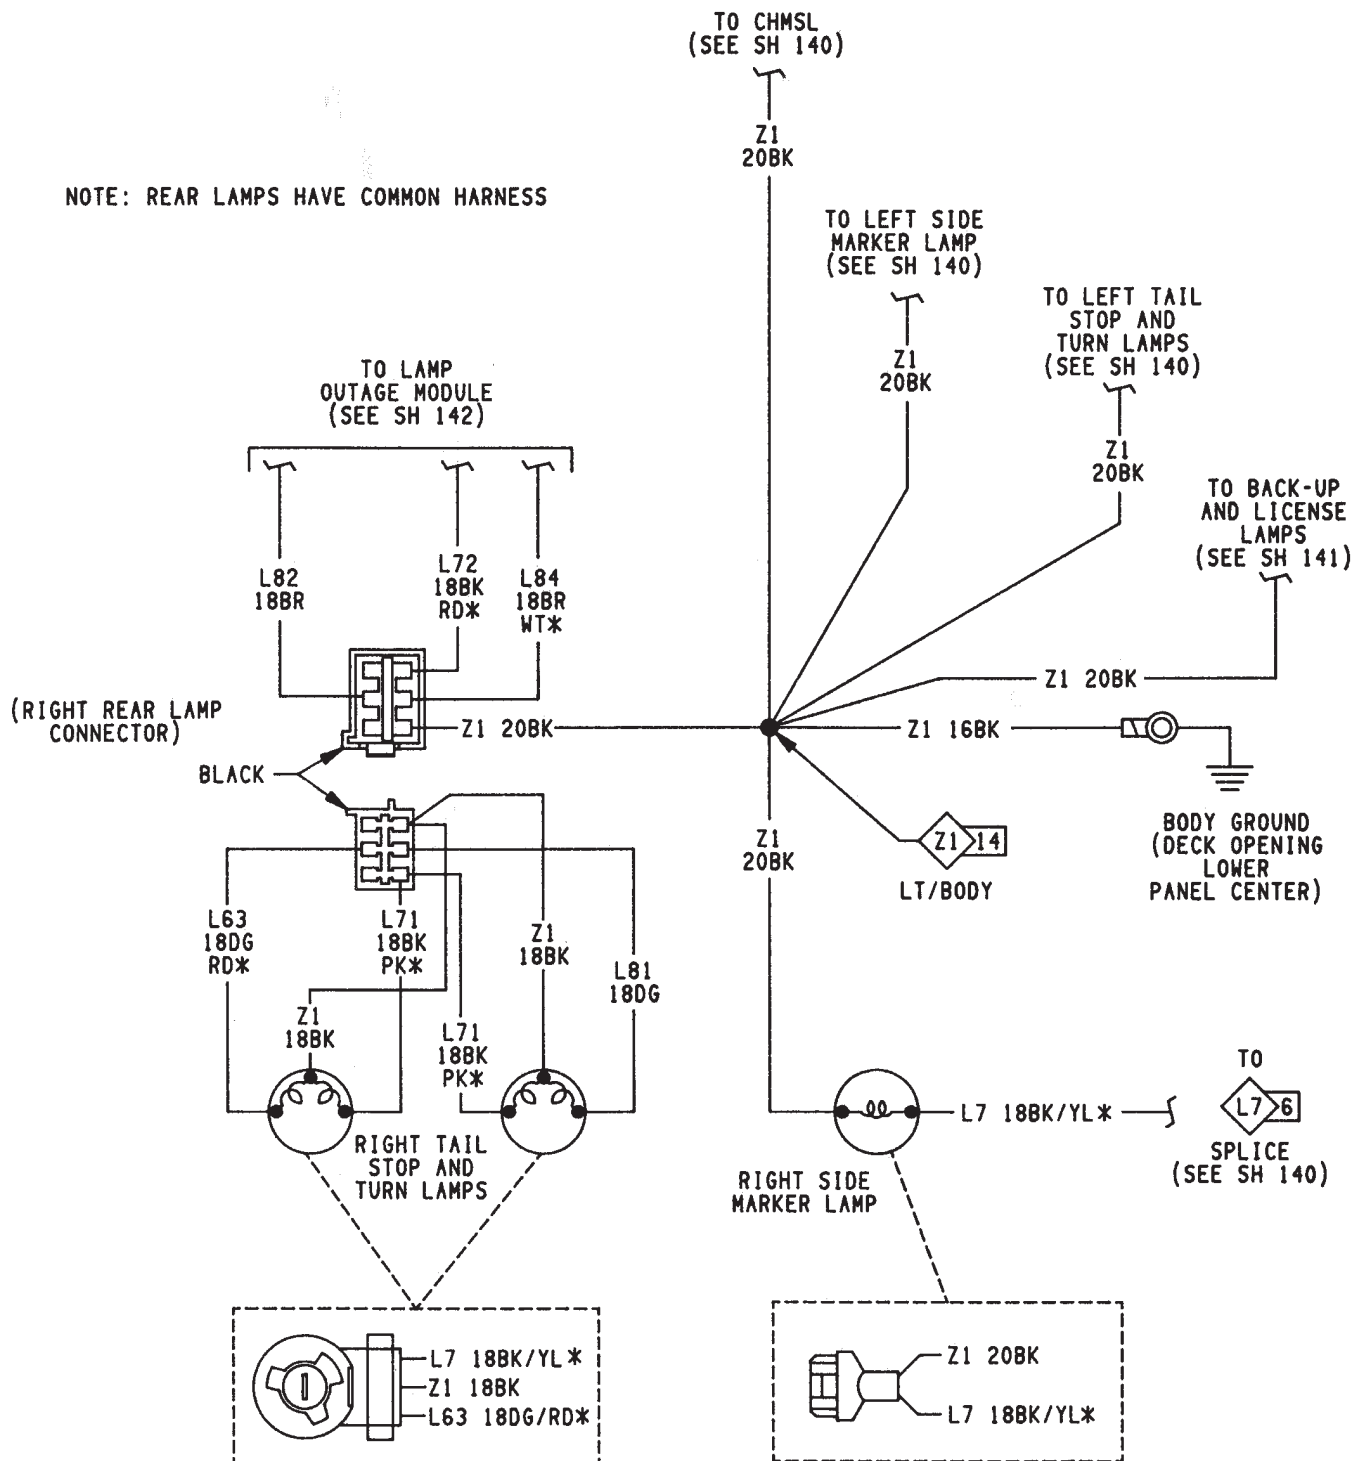 TO CHMSL
(SEE SH 140)
Z1
20BK
NOTE: REAR LAMPS HAVE COMMON HARNESS
TO LEFT SIDE
MARKER LAMP
(SEE SH 140)
Z1
20BK
TO LEFT TAIL
STOP AND
TURN LAMPS
(SEE SH 140)
Z1
20BK
TO LAMP
OUTAGE MODULE
(SEE SH 142)
TO BACK-UP
AND LICENSE
LAMPS
(SEE SH 141)
L82
18BR
L72
18BK
RD*
L84
18BR
WT*
Z1 20BK
(RIGHT REAR LAMP
CONNECTOR)
Z1 20BK
Z1 16BK
BLACK
Z1
20BK
Z1 14
LT/BODY
BODY GROUND
(DECK OPENING
LOWER
PANEL CENTER)
L63
18DG
RD*
L71
18BK
PK*
Z1
18BK
L81
18DG
Z1
18BK
L71
18BK
PK*
TO
L7 6
SPLICE
(SEE SH 140)
L7 18BK/YL*
RIGHT TAIL
STOP AND
TURN LAMPS
RIGHT SIDE
MARKER LAMP
L7 18BK/YL*
Z1 18BK
L63 18DG/RD*
Z1 20BK
L7 18BK/YL*